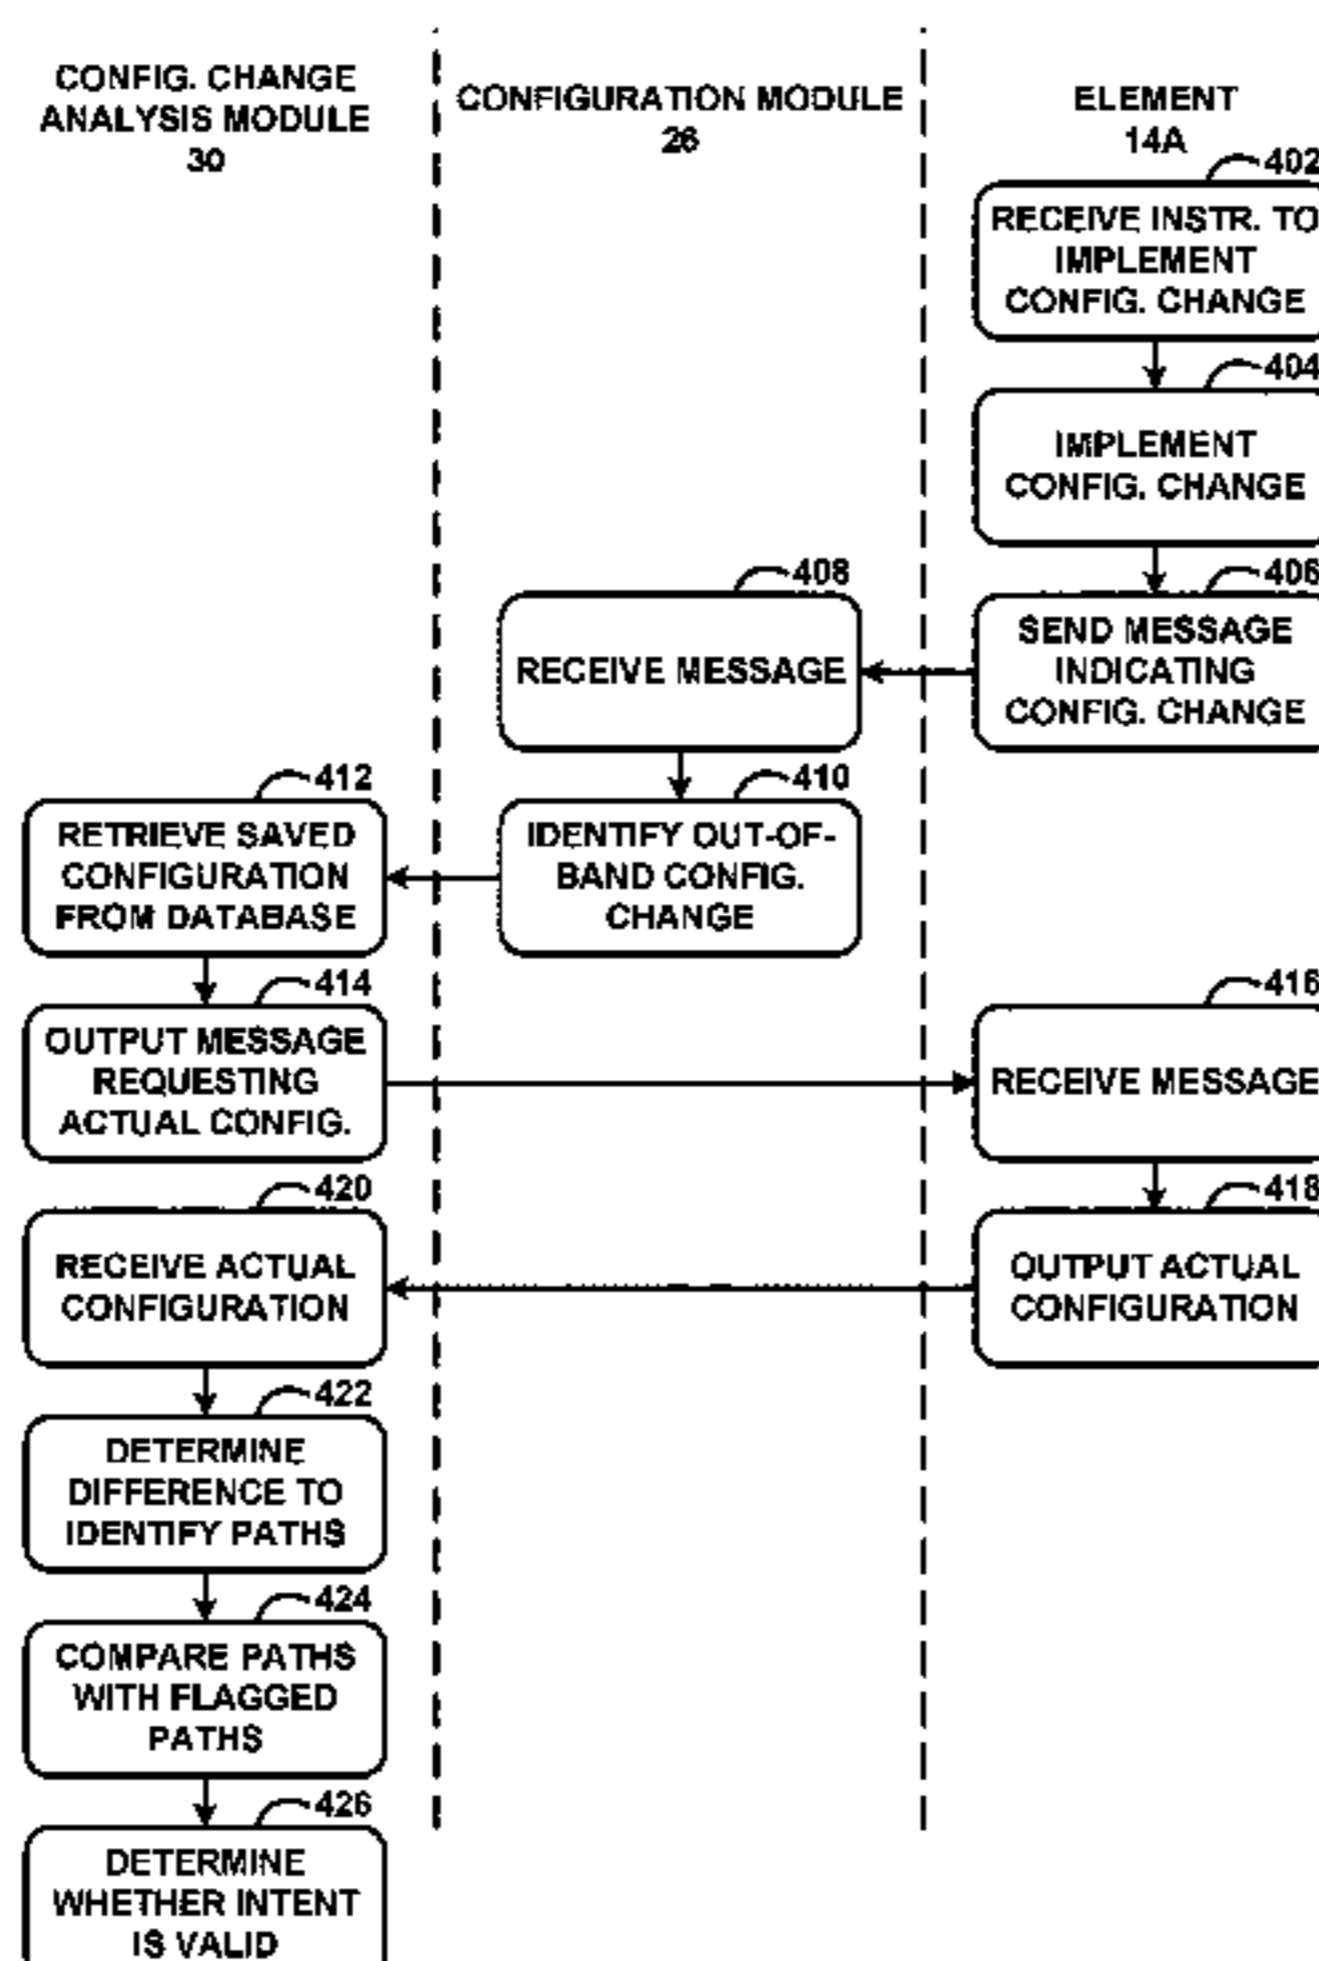 CONFIG. CHANGE
ANALYSIS MODULE
30
CONFIGURATION MODULE
26
ELEMENT
14A
402
RECEIVE INSTR. TO
IMPLEMENT
CONFIG. CHANGE
404
IMPLEMENT
CONFIG. CHANGE
406
SEND MESSAGE
INDICATING
CONFIG. CHANGE
408
RECEIVE MESSAGE
410
IDENTIFY OUT-OF-
BAND CONFIG.
CHANGE
412
RETRIEVE SAVED
CONFIGURATION
FROM DATABASE
414
OUTPUT MESSAGE
REQUESTING
ACTUAL CONFIG.
416
RECEIVE MESSAGE
418
OUTPUT ACTUAL
CONFIGURATION
420
RECEIVE ACTUAL
CONFIGURATION
422
DETERMINE
DIFFERENCE TO
IDENTIFY PATHS
424
COMPARE PATHS
WITH FLAGGED
PATHS
426
DETERMINE
WHETHER INTENT
IS VALID